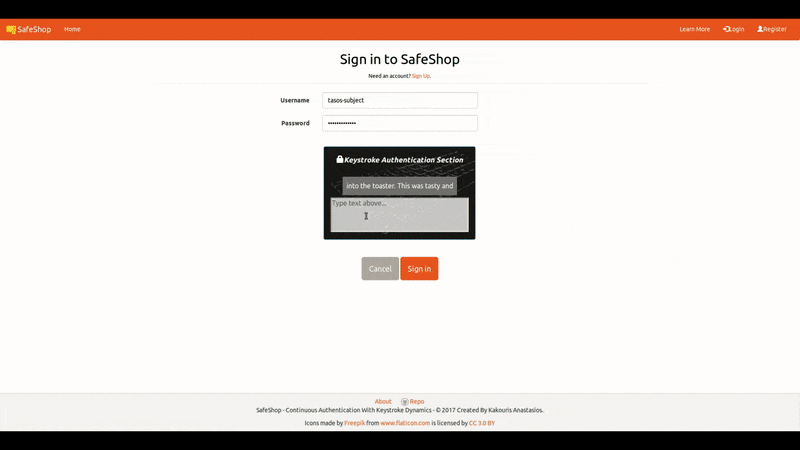 SafeShop Home Learn More Login Register
Sign in to SafeShop
Need an account? Sign Up.
Username tasos-subject
Password •••••••••••••
Keystroke Authentication Section
into the toaster. This was tasty and
Type text above...
Cancel Sign in
About Repo
SafeShop - Continuous Authentication With Keystroke Dynamics - © 2017 Created By Kakouris Anastasios.
Icons made by Freepik from www.flaticon.com is licensed by CC 3.0 BY